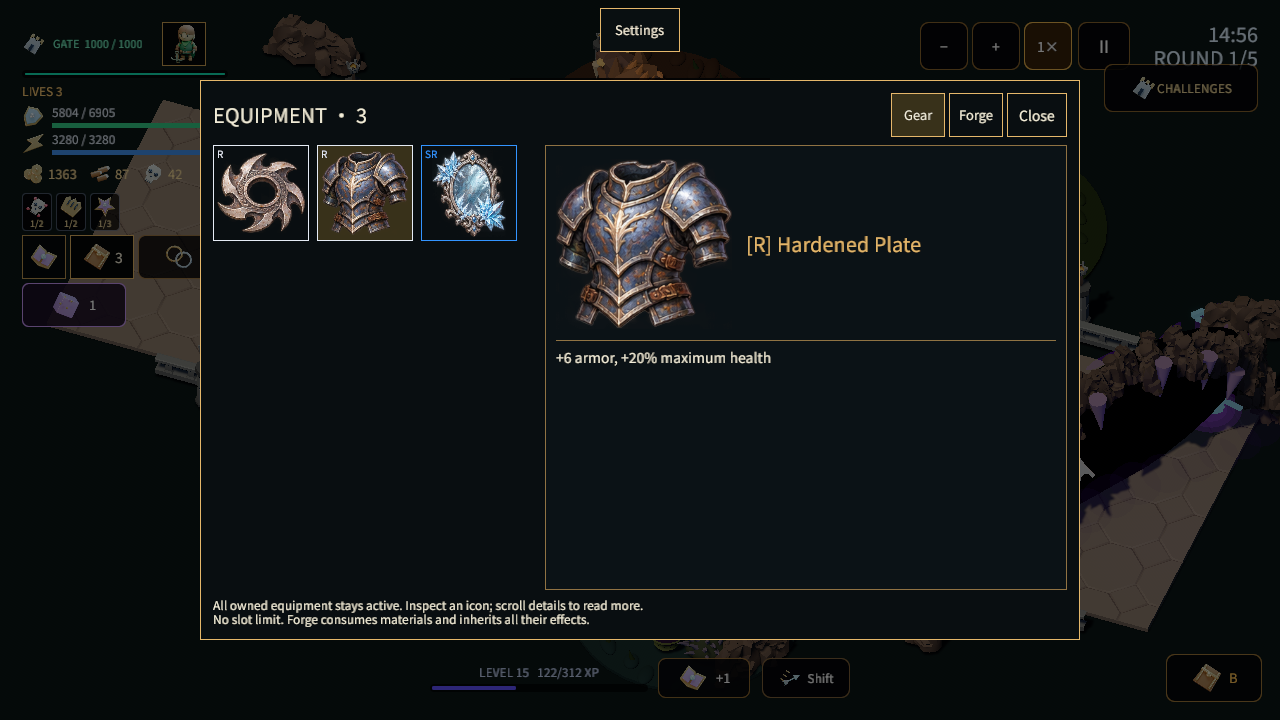 Settings
GATE 1000 / 1000
− + 1× II
14:56
ROUND 1/5
LIVES 3
CHALLENGES
5804 / 6905
3280 / 3280
1363 87 42
1/2 1/2 1/3
3
1
EQUIPMENT • 3
Gear Forge Close
R R SR
[R] Hardened Plate
+6 armor, +20% maximum health
All owned equipment stays active. Inspect an icon; scroll details to read more.
No slot limit. Forge consumes materials and inherits all their effects.
LEVEL 15 122/312 XP
+1
Shift
B